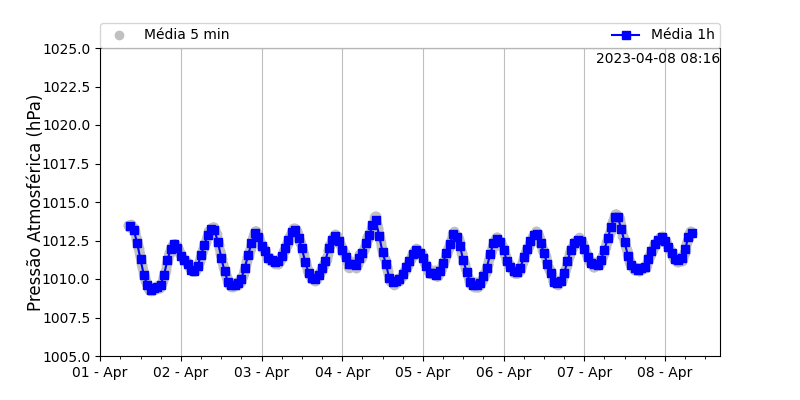 Média 5 min
Média 1h
2023-04-08 08:16
Pressão Atmosférica (hPa)
1025.0
1022.5
1020.0
1017.5
1015.0
1012.5
1010.0
1007.5
1005.0
01 - Apr
02 - Apr
03 - Apr
04 - Apr
05 - Apr
06 - Apr
07 - Apr
08 - Apr